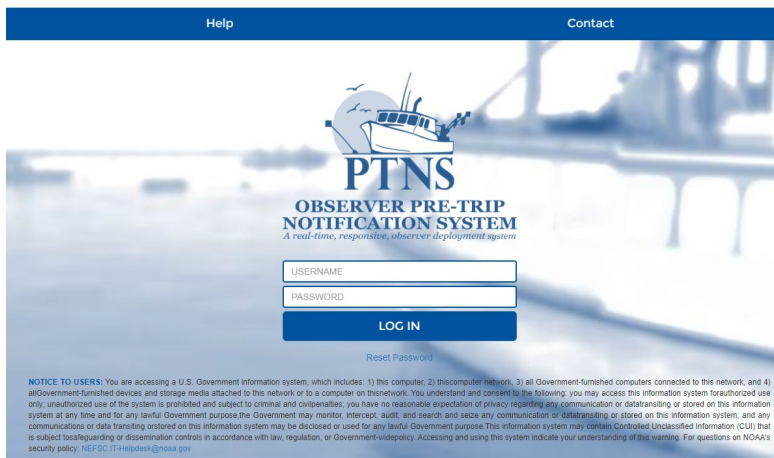 Help Contact
PTNS
OBSERVER PRE-TRIP
NOTIFICATION SYSTEM
A real-time, responsive, observer deployment system
USERNAME
PASSWORD
LOG IN
Reset Password
NOTICE TO USERS: You are accessing a U.S. Government information system, which includes: 1) this computer, 2) thiscomputer network, 3) all Government-furnished computers connected to this network, and 4)
allGovernment-furnished devices and storage media attached to this network or to a computer on thisnetwork. You understand and consent to the following: you may access this information system forauthorized use
only; unauthorized use of the system is prohibited and subject to criminal and civilpenalties; you have no reasonable expectation of privacy regarding any communication or datatransiting or stored on this information
system at any time and for any lawful Government purpose,the Government may monitor, intercept, audit, and search and seize any communication or datatransiting or stored on this information system; and any
communications or data transiting orstored on this information system may be disclosed or used for any lawful Government purpose.This information system may contain Controlled Unclassified Information (CUI) that
is subject tosafeguarding or dissemination controls in accordance with law, regulation, or Government-widepolicy. Accessing and using this system indicate your understanding of this warning. For questions on NOAA's
security policy: NEFSC.IT-Helpdesk@noaa.gov